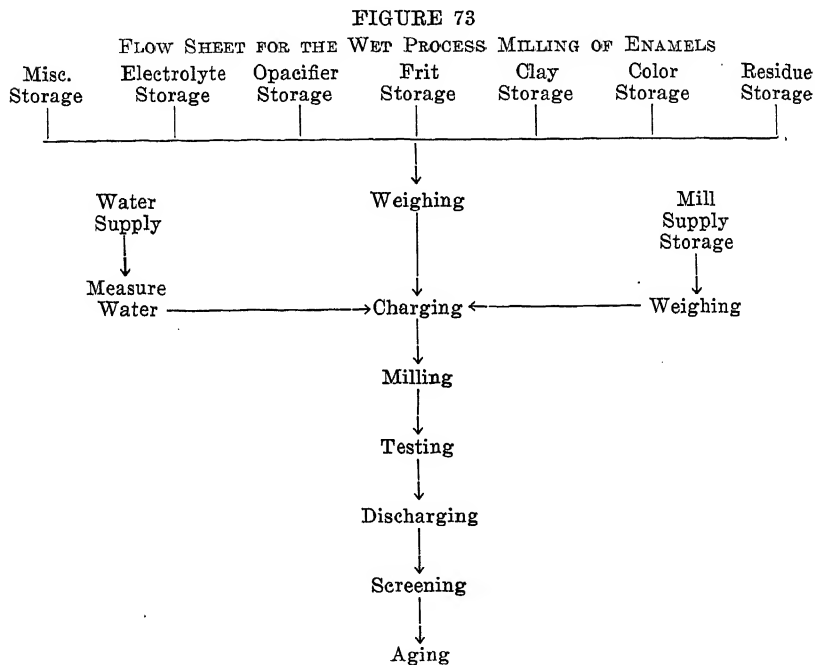 FIGURE 73
FLOW SHEET FOR THE WET PROCESS MILLING OF ENAMELS
Misc. Electrolyte Opacifier Frit Clay Color Residue
Storage Storage Storage Storage Storage Storage Storage
Water Weighing Mill
Supply Supply
Storage
Measure
Water Charging Weighing
Milling
Testing
Discharging
Screening
Aging